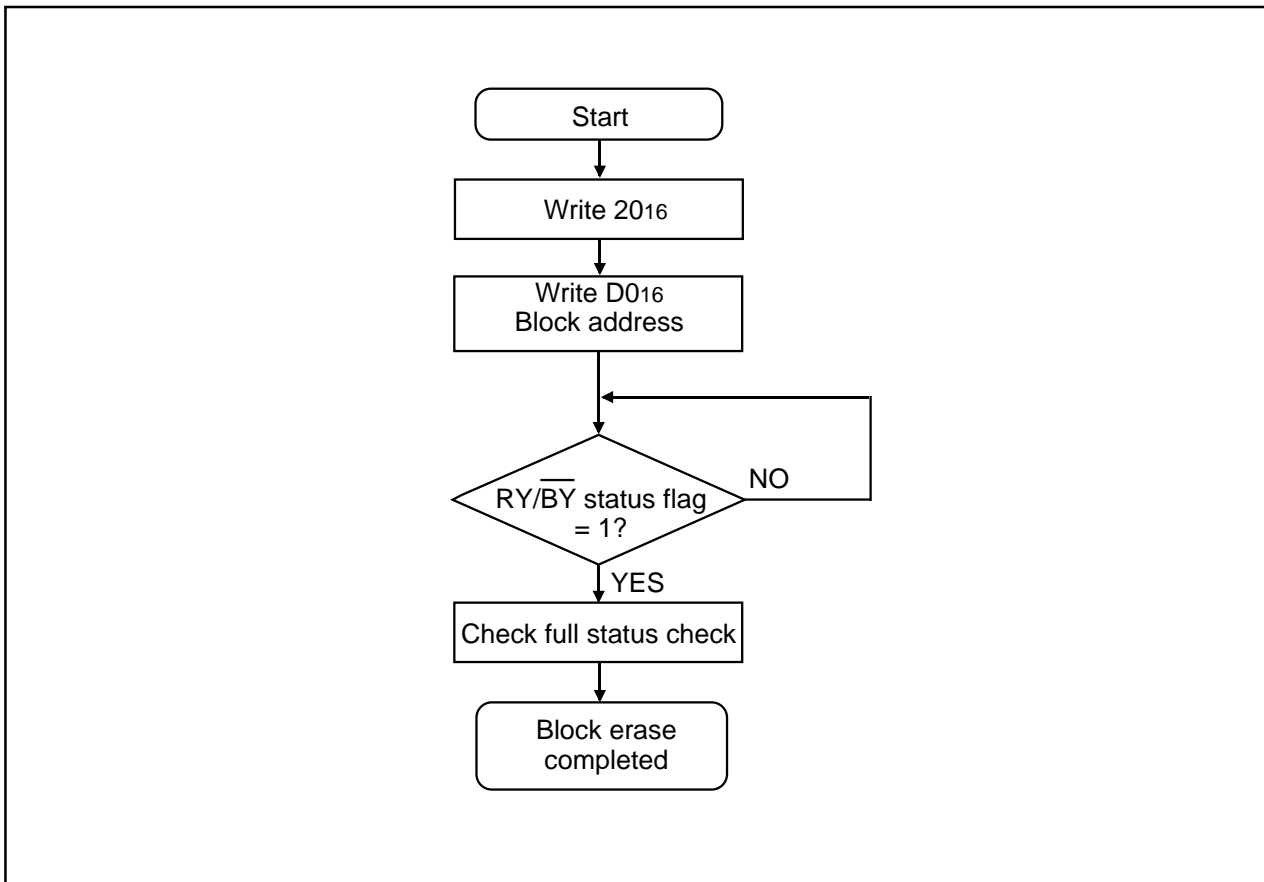 Start
Write 2016
Write D016
Block address
NO
RY/B̅Y̅ status flag
= 1?
YES
Check full status check
Block erase
completed